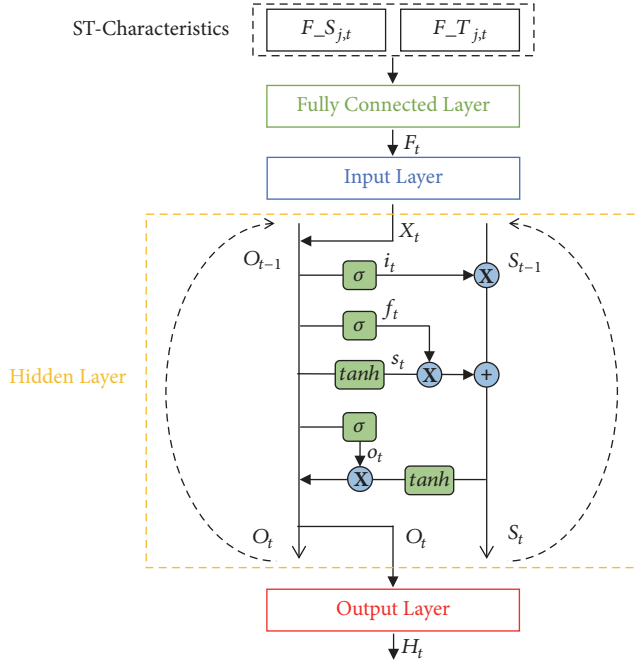 ST-Characteristics
F_S_{j,t}
F_T_{j,t}
Fully Connected Layer
F_t
Input Layer
X_t
O_{t−1}
σ
i_t
X
S_{t−1}
σ
f_t
Hidden Layer
tanh
s_t
X
+
σ
o_t
X
tanh
O_t
O_t
S_t
Output Layer
H_t